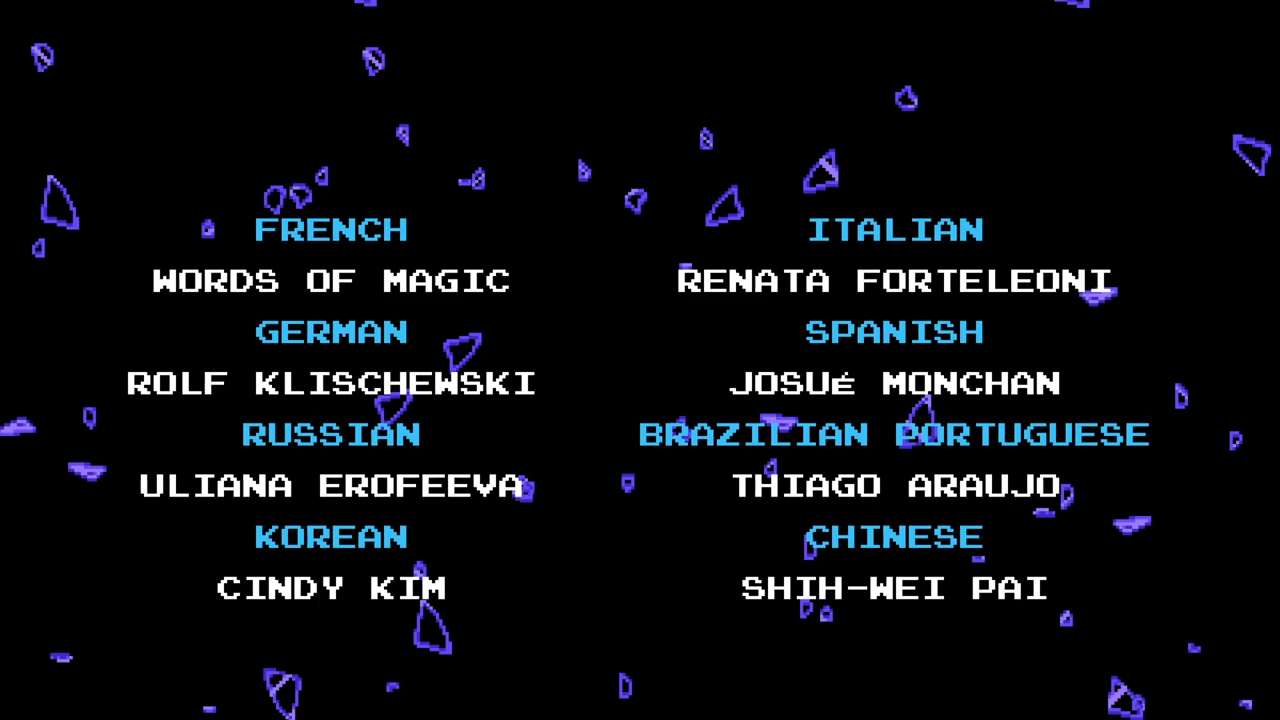 FRENCH
WORDS OF MAGIC
GERMAN
ROLF KLISCHEWSKI
RUSSIAN
ULIANA EROFEEVA
KOREAN
CINDY KIM
ITALIAN
RENATA FORTELEONI
SPANISH
JOSUé MONCHAN
BRAZILIAN PORTUGUESE
THIAGO ARAUJO
CHINESE
SHIH-WEI PAI